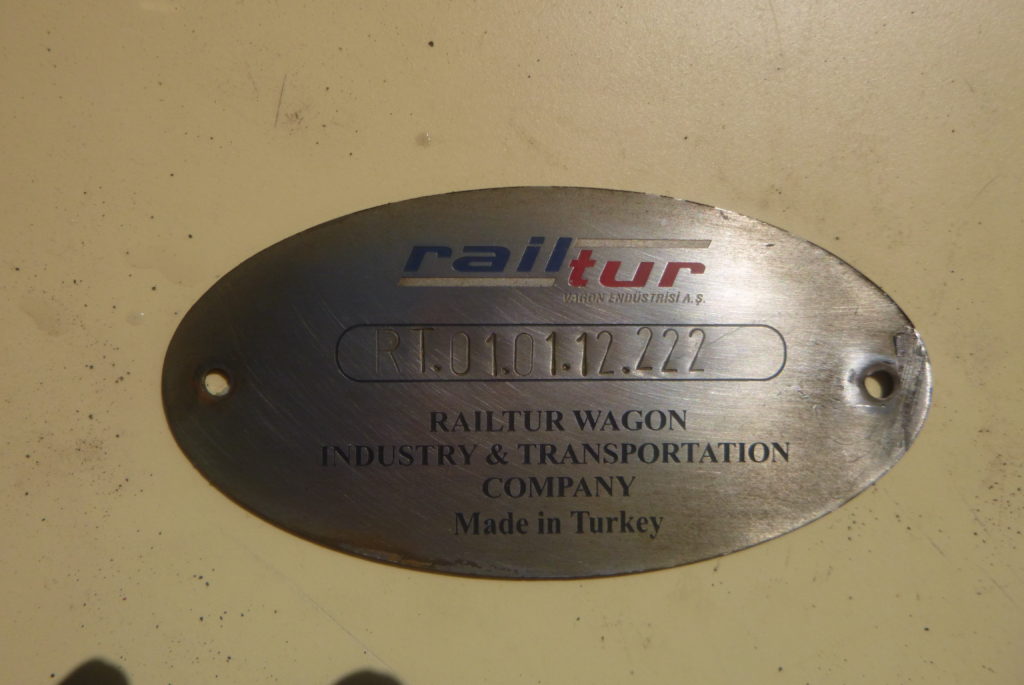 railtur
VAGON ENDÜSTRİSİ A.Ş.
RT.01.01.12.222
RAILTUR WAGON
INDUSTRY & TRANSPORTATION
COMPANY
Made in Turkey